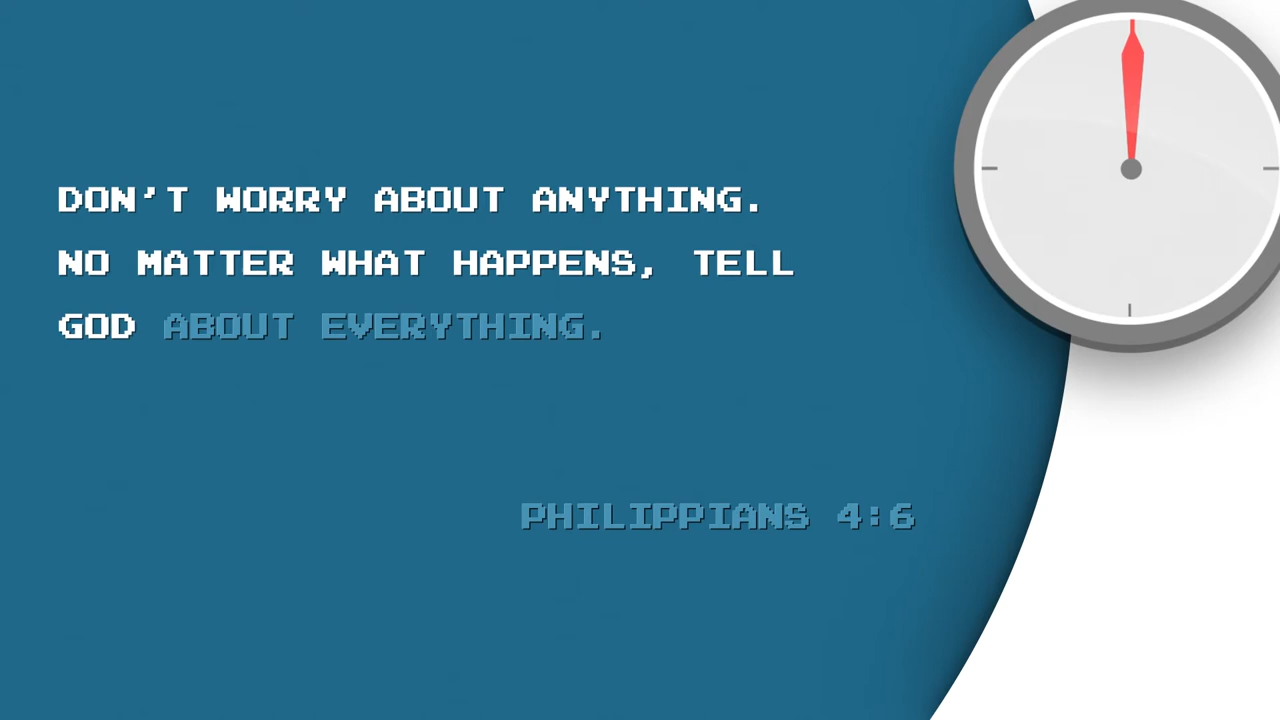 DON'T WORRY ABOUT ANYTHING.
NO MATTER WHAT HAPPENS, TELL
GOD ABOUT EVERYTHING.
PHILIPPIANS 4:6